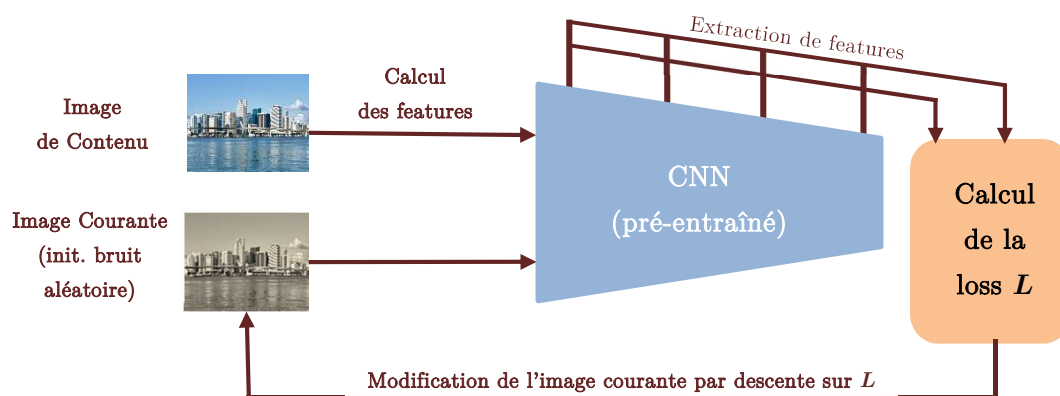 Extraction de features
Calcul
des features
Image
de Contenu
CNN
(pré-entraîné)
Calcul
de la
loss L
Image Courante
(init. bruit
aléatoire)
Modification de l'image courante par descente sur L